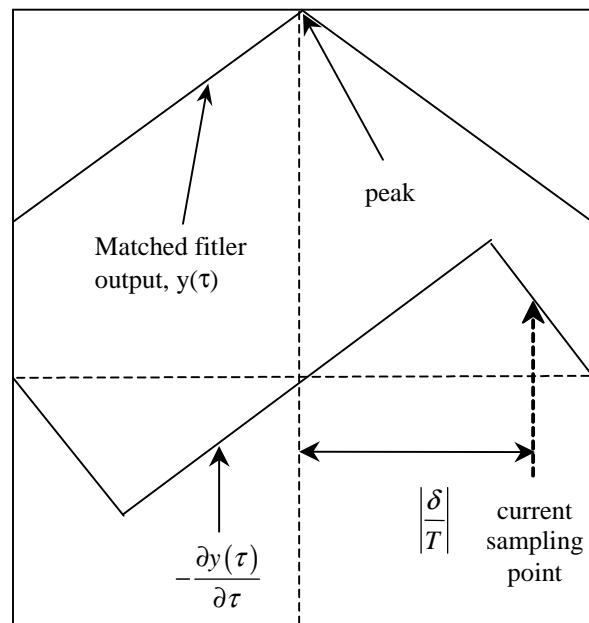 peak
Matched fitler
output, y(τ)
|δ/T|
current
sampling
point
−∂y(τ)/∂τ